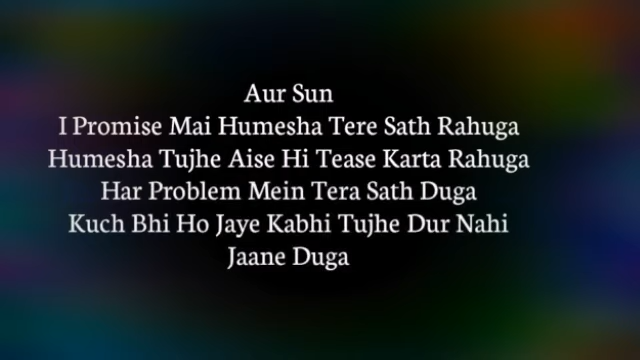 Aur Sun
I Promise Mai Humesha Tere Sath Rahuga
Humesha Tujhe Aise Hi Tease Karta Rahuga
Har Problem Mein Tera Sath Duga
Kuch Bhi Ho Jaye Kabhi Tujhe Dur Nahi
Jaane Duga